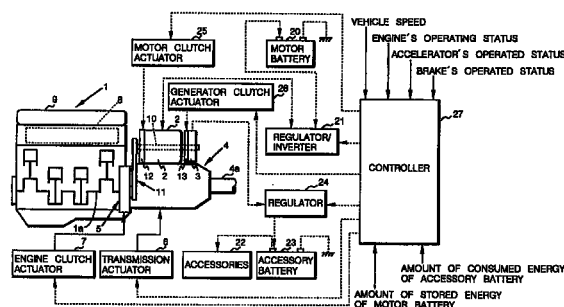 25
MOTOR CLUTCH
ACTUATOR
20
MOTOR
BATTERY
VEHICLE SPEED
ENGINE'S OPERATING STATUS
ACCELERATOR'S OPERATED STATUS
BRAKE'S OPERATED STATUS
GENERATOR CLUTCH
ACTUATOR
26
1
9
8
10
2
4
21
REGULATOR/
INVERTER
27
CONTROLLER
12
2
13
3
4a
11
24
REGULATOR
1a
5
7
ENGINE CLUTCH
ACTUATOR
6
TRANSMISSION
ACTUATOR
22
ACCESSORIES
23
ACCESSORY
BATTERY
AMOUNT OF CONSUMED ENERGY
OF ACCESSORY BATTERY
AMOUNT OF STORED ENERGY
OF MOTOR BATTERY